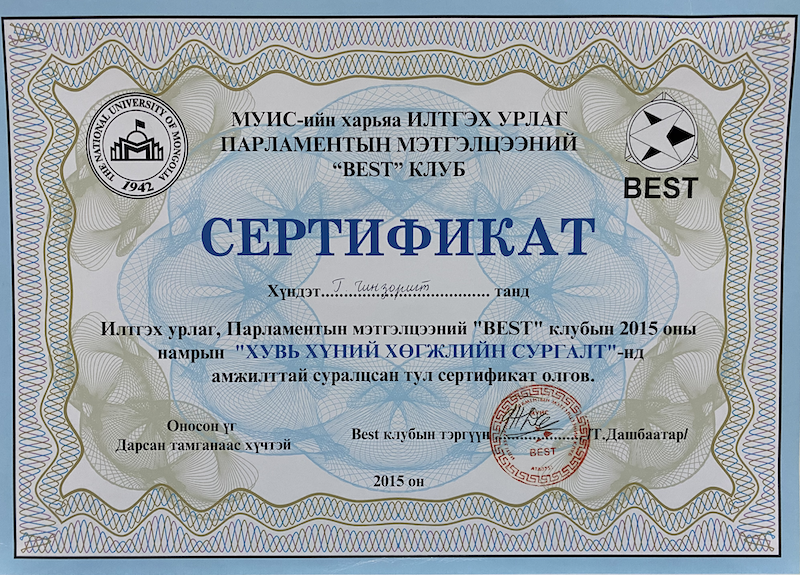 THE NATIONAL UNIVERSITY OF MONGOLIA
1942
МУИС-ийн харьяа ИЛТГЭХ УРЛАГ
ПАРЛАМЕНТЫН МЭТГЭЛЦЭЭНИЙ
“BEST” КЛУБ
BEST
СЕРТИФИКАТ
Хүндэт.......Г.........................................танд
Илтгэх урлаг, Парламентын мэтгэлцээний "BEST" клубын 2015 оны
намрын "ХУВЬ ХҮНИЙ ХӨГЖЛИЙН СУРГАЛТ"-нд
амжилттай суралцсан тул сертификат олгов.
Оносон үг
Дарсан тамганаас хүчтэй
Best клубын тэргүүн......................./Т.Дашбаатар/
МУИС
BEST
2015 он